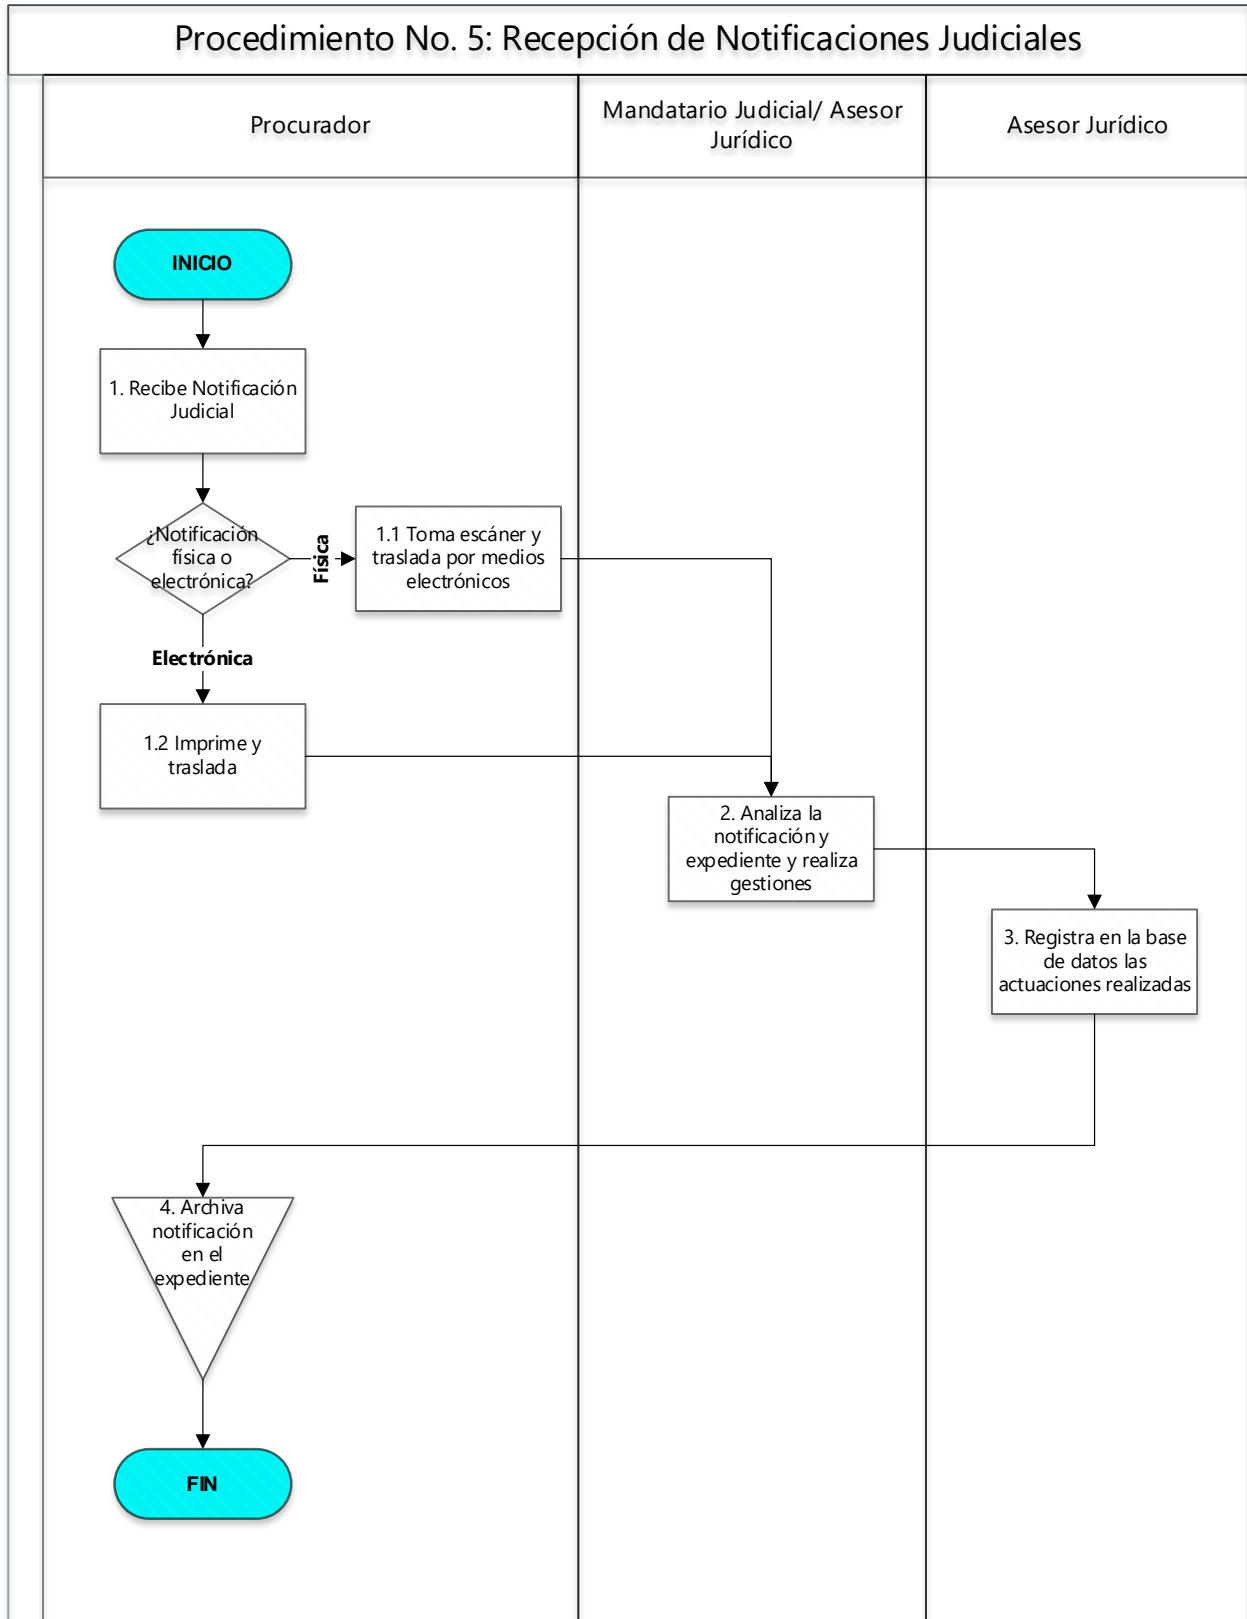 Procedimiento No. 5: Recepción de Notificaciones Judiciales
Procurador
Mandatario Judicial/ Asesor
Jurídico
Asesor Jurídico
INICIO
1. Recibe Notificación
Judicial
¿Notificación
física o
electrónica?
Física
1.1 Toma escáner y
traslada por medios
electrónicos
Electrónica
1.2 Imprime y
traslada
2. Analiza la
notificación y
expediente y realiza
gestiones
3. Registra en la base
de datos las
actuaciones realizadas
4. Archiva
notificación
en el
expediente
FIN